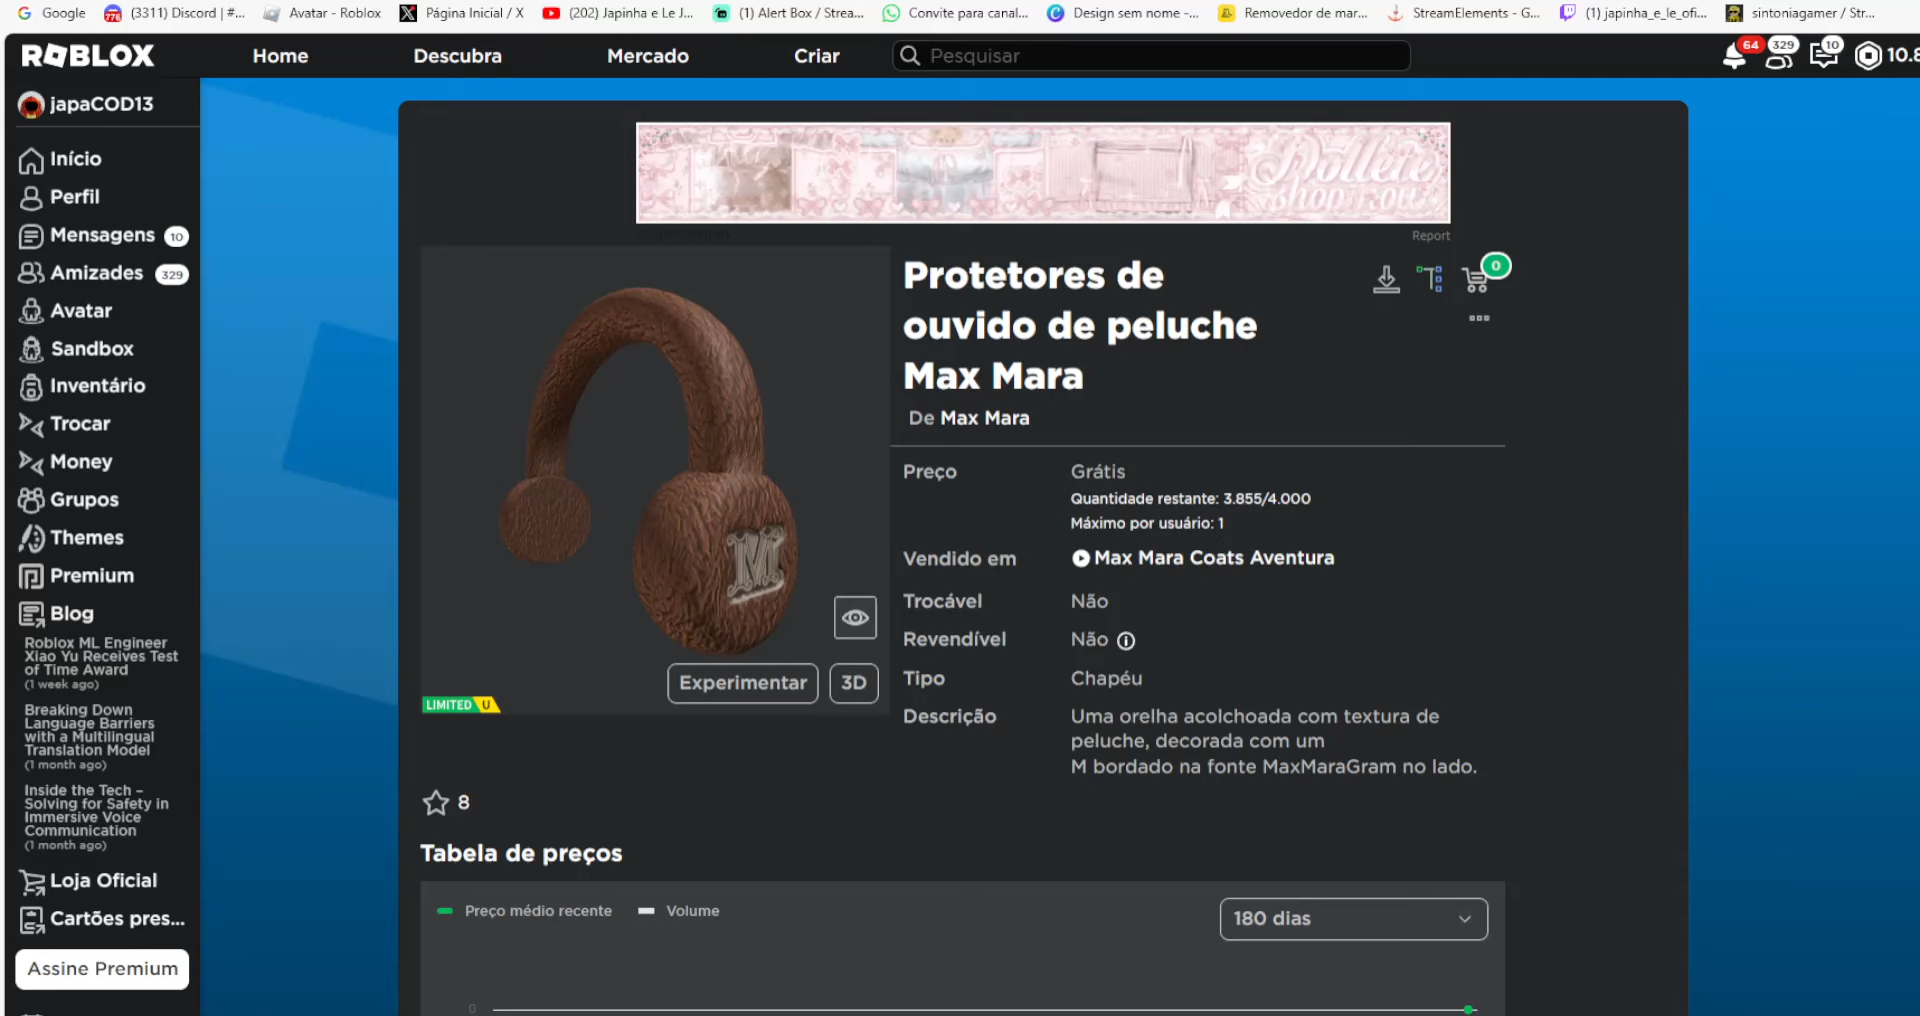 Google
776
(3311) Discord | #...
Avatar - Roblox
Página Inicial / X
(202) Japinha e Le J...
(1) Alert Box / Strea...
Convite para canal...
Design sem nome -...
Removedor de mar...
StreamElements - G...
(1) japinha_e_le_ofi...
sintoniagamer / Str...
ROBLOX
Home
Descubra
Mercado
Criar
Pesquisar
64
329
10
japaCOD13
Início
Perfil
Mensagens 10
Amizades 329
Avatar
Sandbox
Inventário
Trocar
Money
Grupos
Themes
Premium
Blog
Roblox ML Engineer
Xiao Yu Receives Test
of Time Award
(1 week ago)
Breaking Down
Language Barriers
with a Multilingual
Translation Model
(1 month ago)
Inside the Tech –
Solving for Safety in
Immersive Voice
Communication
(1 month ago)
Loja Oficial
Cartões pres...
Assine Premium
Report
Protetores de
ouvido de peluche
Max Mara
De Max Mara
0
M
Experimentar
3D
LIMITED U
Preço Grátis
Quantidade restante: 3.855/4.000
Máximo por usuário: 1
Vendido em Max Mara Coats Aventura
Trocável Não
Revendível Não
Tipo Chapéu
Descrição Uma orelha acolchoada com textura de
peluche, decorada com um
M bordado na fonte MaxMaraGram no lado.
8
Tabela de preços
Preço médio recente Volume
180 dias
0